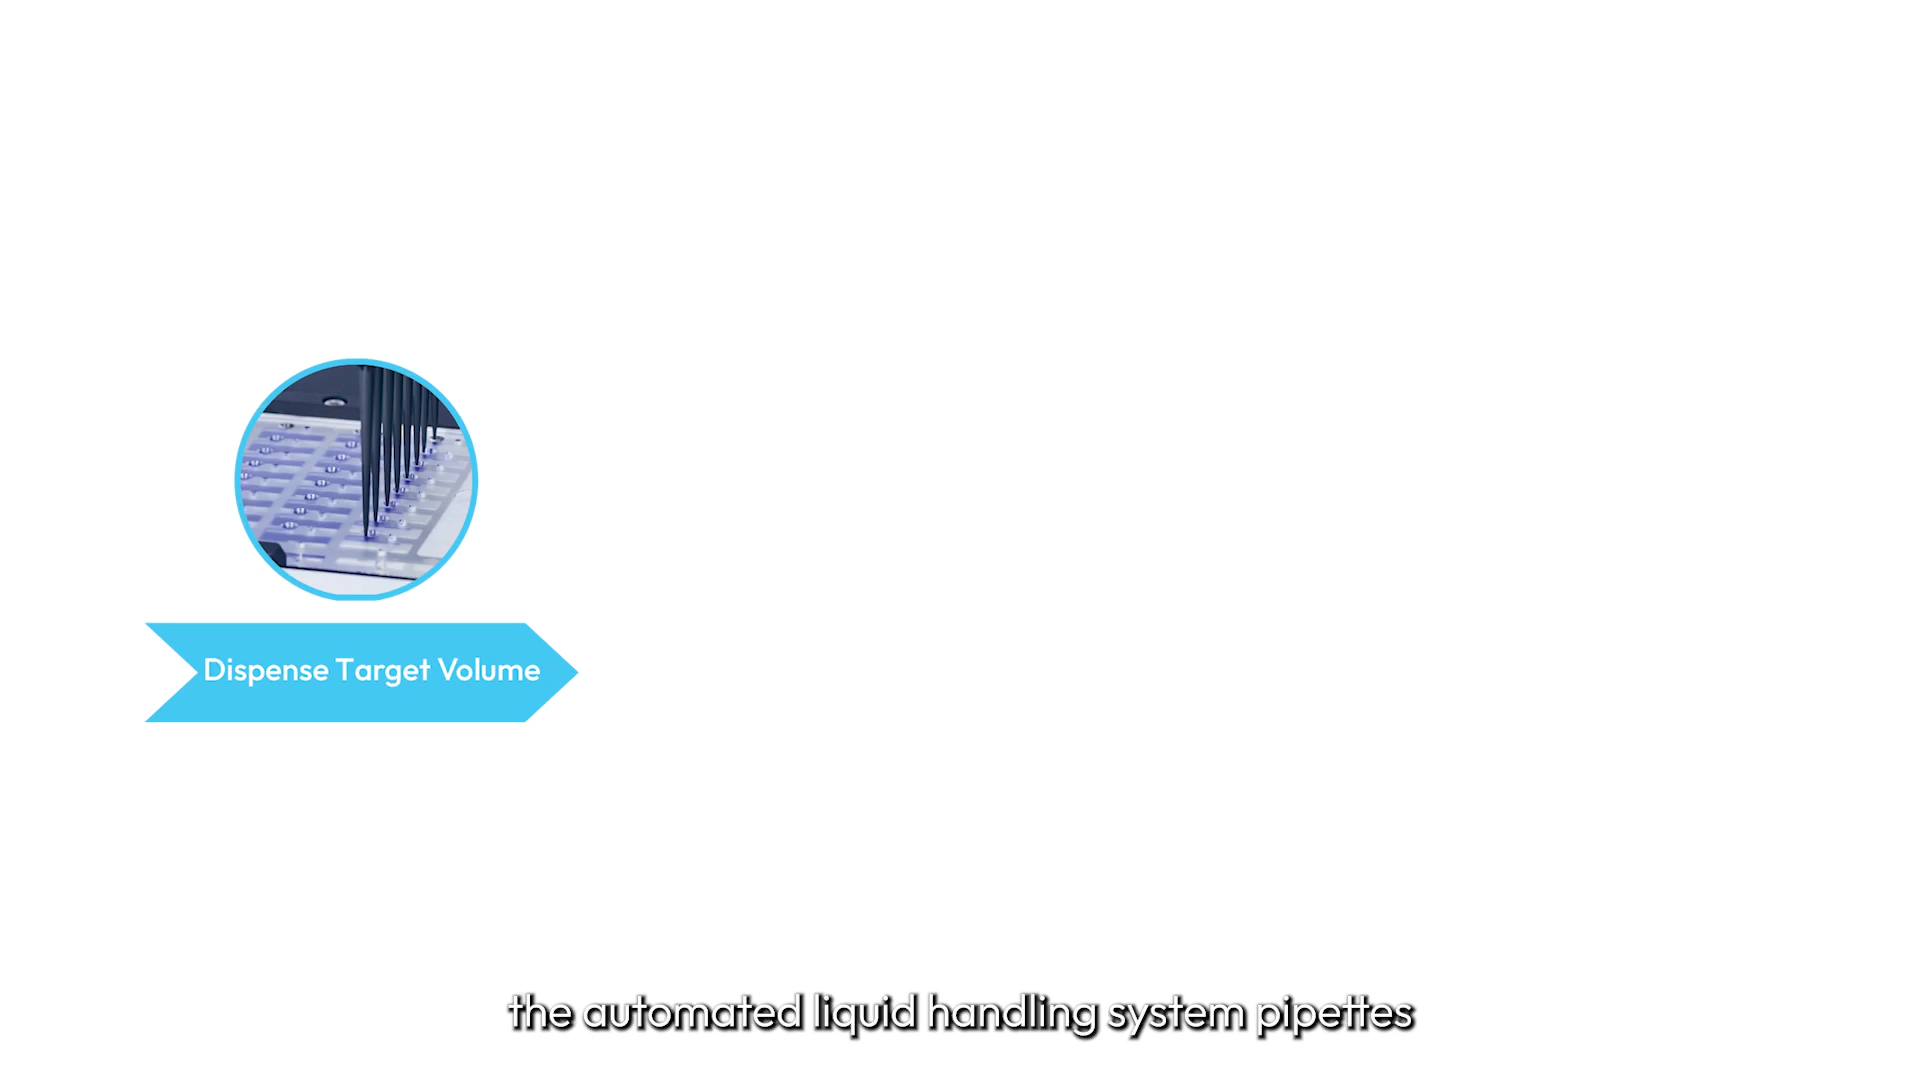 Dispense Target Volume
the automated liquid handling system pipettes